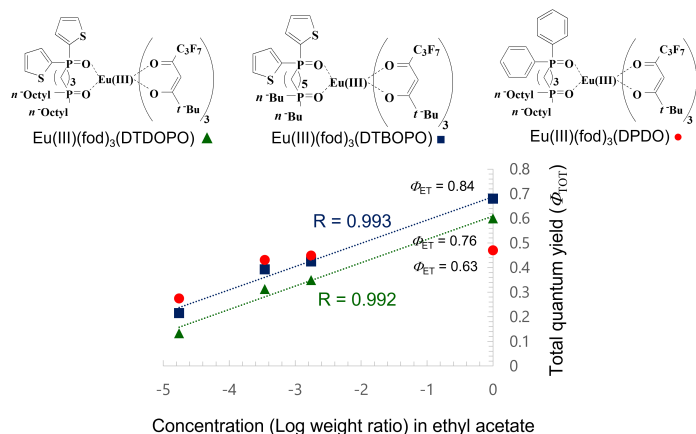 S
S
P
O
Eu(III)
3
n⁻Octyl
P
O
n⁻Octyl
O
O
C₃F₇
t⁻Bu
3
Eu(III)(fod)₃(DTDOPO)
S
S
P
O
Eu(III)
5
n⁻Bu
P
O
n⁻Bu
O
O
C₃F₇
t⁻Bu
3
Eu(III)(fod)₃(DTBOPO)
P
O
Eu(III)
3
n⁻Octyl
P
O
n⁻Octyl
O
O
C₃F₇
t⁻Bu
3
Eu(III)(fod)₃(DPDO)
Φ_ET = 0.84
R = 0.993
Φ_ET = 0.76
Φ_ET = 0.63
R = 0.992
0.8
0.7
0.6
0.5
0.4
0.3
0.2
0.1
0
Total quantum yield (Φ_TOT)
-5 -4 -3 -2 -1 0
Concentration (Log weight ratio) in ethyl acetate